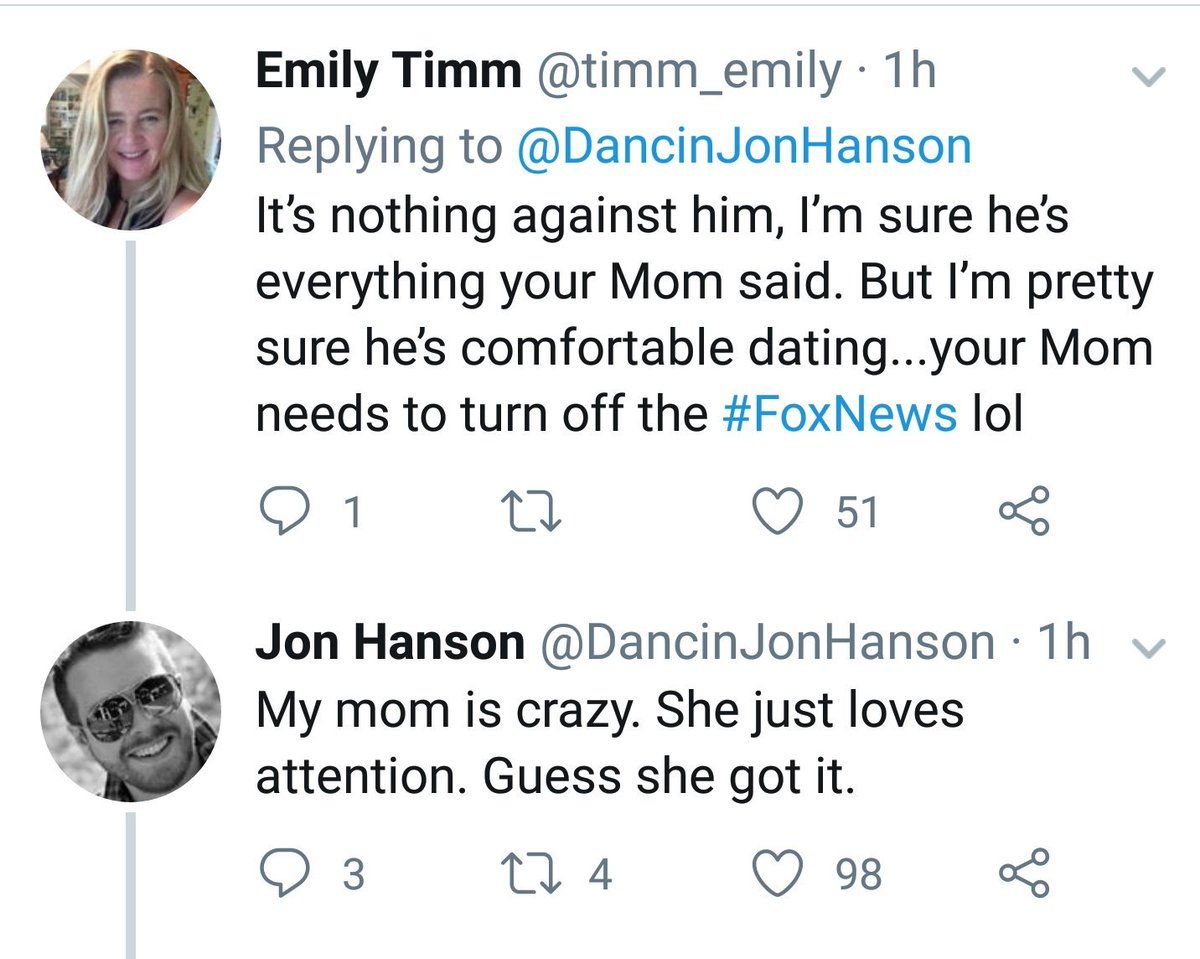 Emily Timm @timm_emily · 1h
Replying to @DancinJonHanson
It’s nothing against him, I’m sure he’s
everything your Mom said. But I’m pretty
sure he’s comfortable dating...your Mom
needs to turn off the #FoxNews lol
1 51
Jon Hanson @DancinJonHanson · 1h
My mom is crazy. She just loves
attention. Guess she got it.
3 4 98